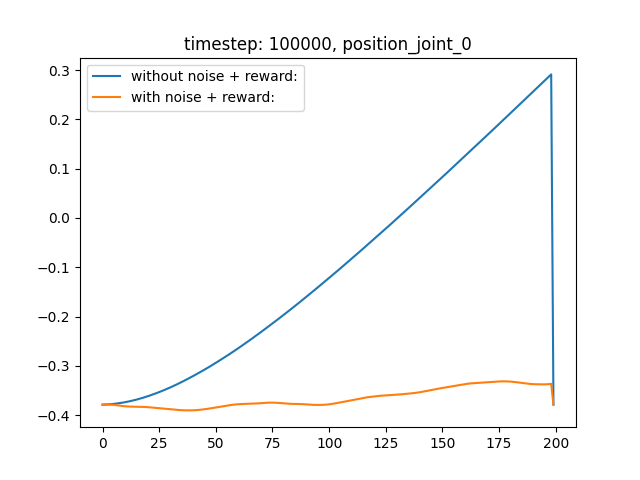 timestep: 100000, position_joint_0
without noise + reward:
with noise + reward:
0.3
0.2
0.1
0.0
−0.1
−0.2
−0.3
−0.4
0 25 50 75 100 125 150 175 200